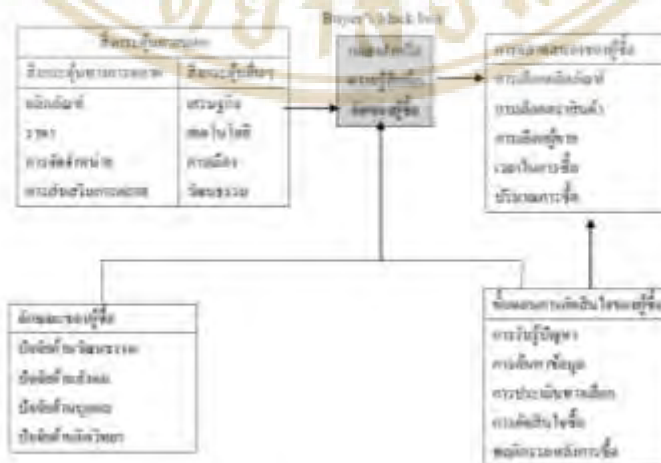 Buyer's black box
สิ่งกระตุ้นภายนอก
สิ่งกระตุ้นทางการตลาด
สิ่งกระตุ้นอื่นๆ
ผลิตภัณฑ์
เศรษฐกิจ
ราคา
เทคโนโลยี
การจัดจำหน่าย
การเมือง
การส่งเสริมการตลาด
วัฒนธรรม
กล่องดำหรือ
ความรู้สึกนึก
คิดของผู้ซื้อ
การตอบสนองของผู้ซื้อ
การเลือกผลิตภัณฑ์
การเลือกตราสินค้า
การเลือกผู้ขาย
เวลาในการซื้อ
ปริมาณการซื้อ
ลักษณะของผู้ซื้อ
ปัจจัยด้านวัฒนธรรม
ปัจจัยด้านสังคม
ปัจจัยด้านบุคคล
ปัจจัยด้านจิตวิทยา
ขั้นตอนการตัดสินใจของผู้ซื้อ
การรับรู้ปัญหา
การค้นหาข้อมูล
การประเมินทางเลือก
การตัดสินใจซื้อ
พฤติกรรมหลังการซื้อ